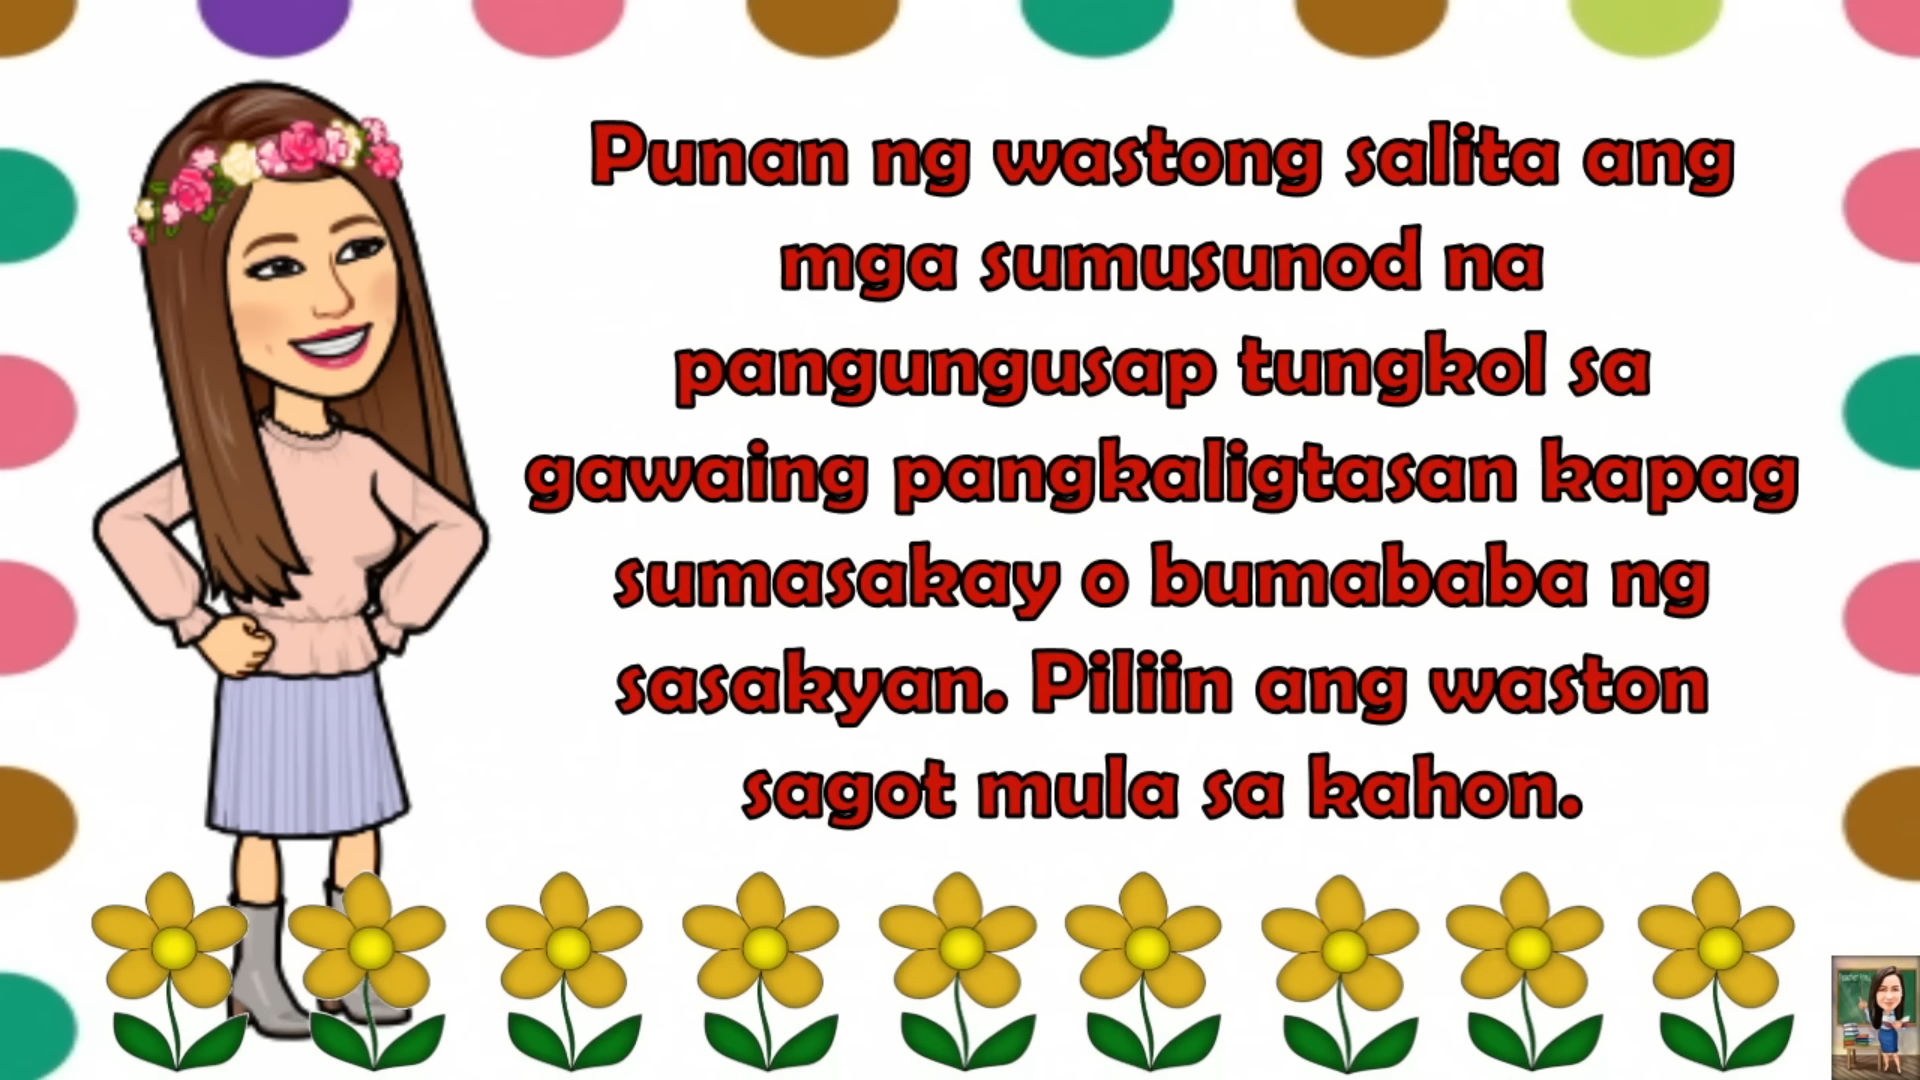 Punan ng wastong salita ang
mga sumusunod na
pangungusap tungkol sa
gawaing pangkaligtasan kapag
sumasakay o bumababa ng
sasakyan. Piliin ang waston
sagot mula sa kahon.